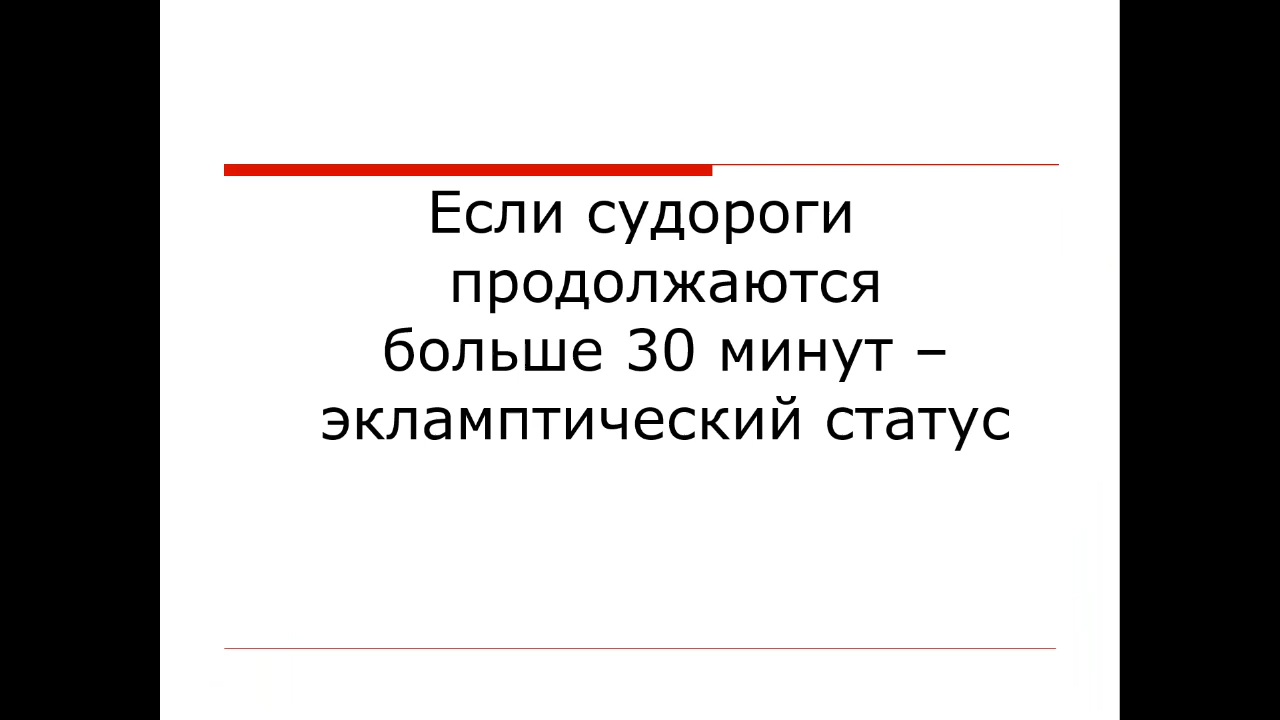 Если судороги
продолжаются
больше 30 минут –
эклamптический статус